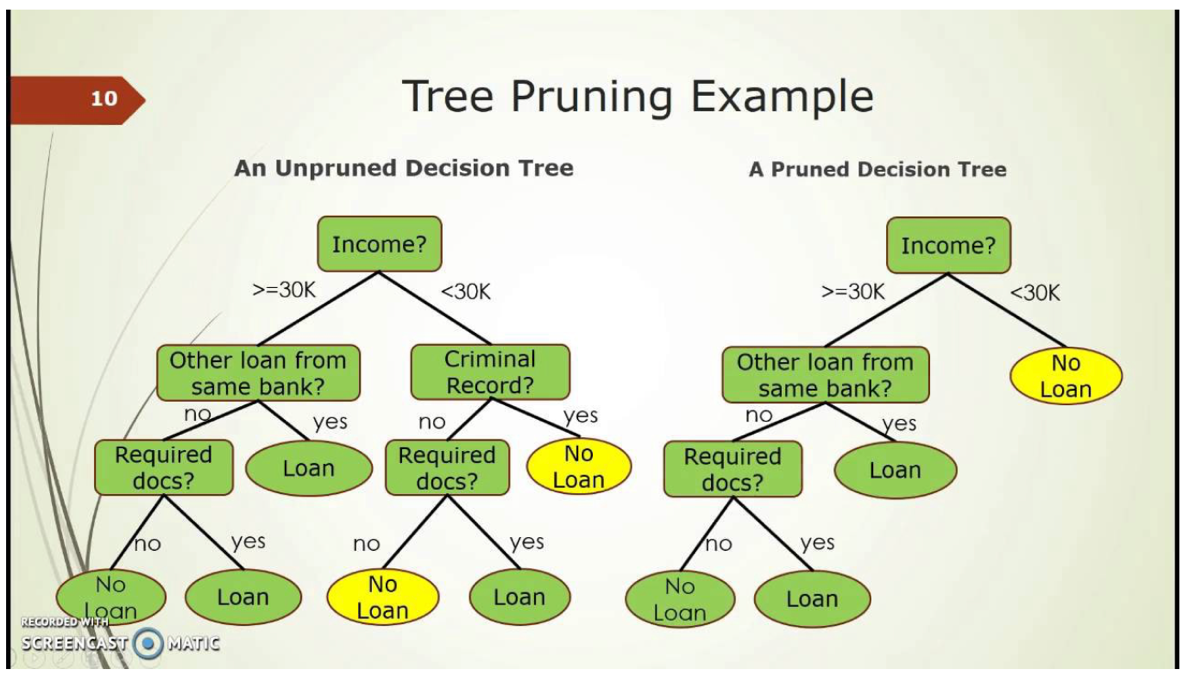 10
Tree Pruning Example
An Unpruned Decision Tree
A Pruned Decision Tree
Income?
>=30K
<30K
Other loan from
same bank?
Criminal
Record?
no
yes
no
yes
Required
docs?
Loan
Required
docs?
No
Loan
no
yes
no
yes
No
Loan
Loan
No
Loan
Loan
Income?
>=30K
<30K
Other loan from
same bank?
No
Loan
no
yes
Required
docs?
Loan
no
yes
No
Loan
Loan
RECORDED WITH
SCREENCAST MATIC